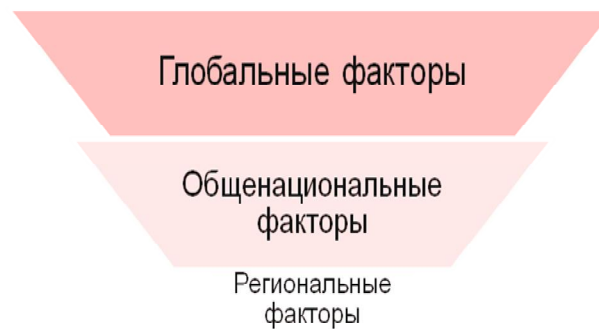 Глобальные факторы
Общенациональные
факторы
Региональные
факторы